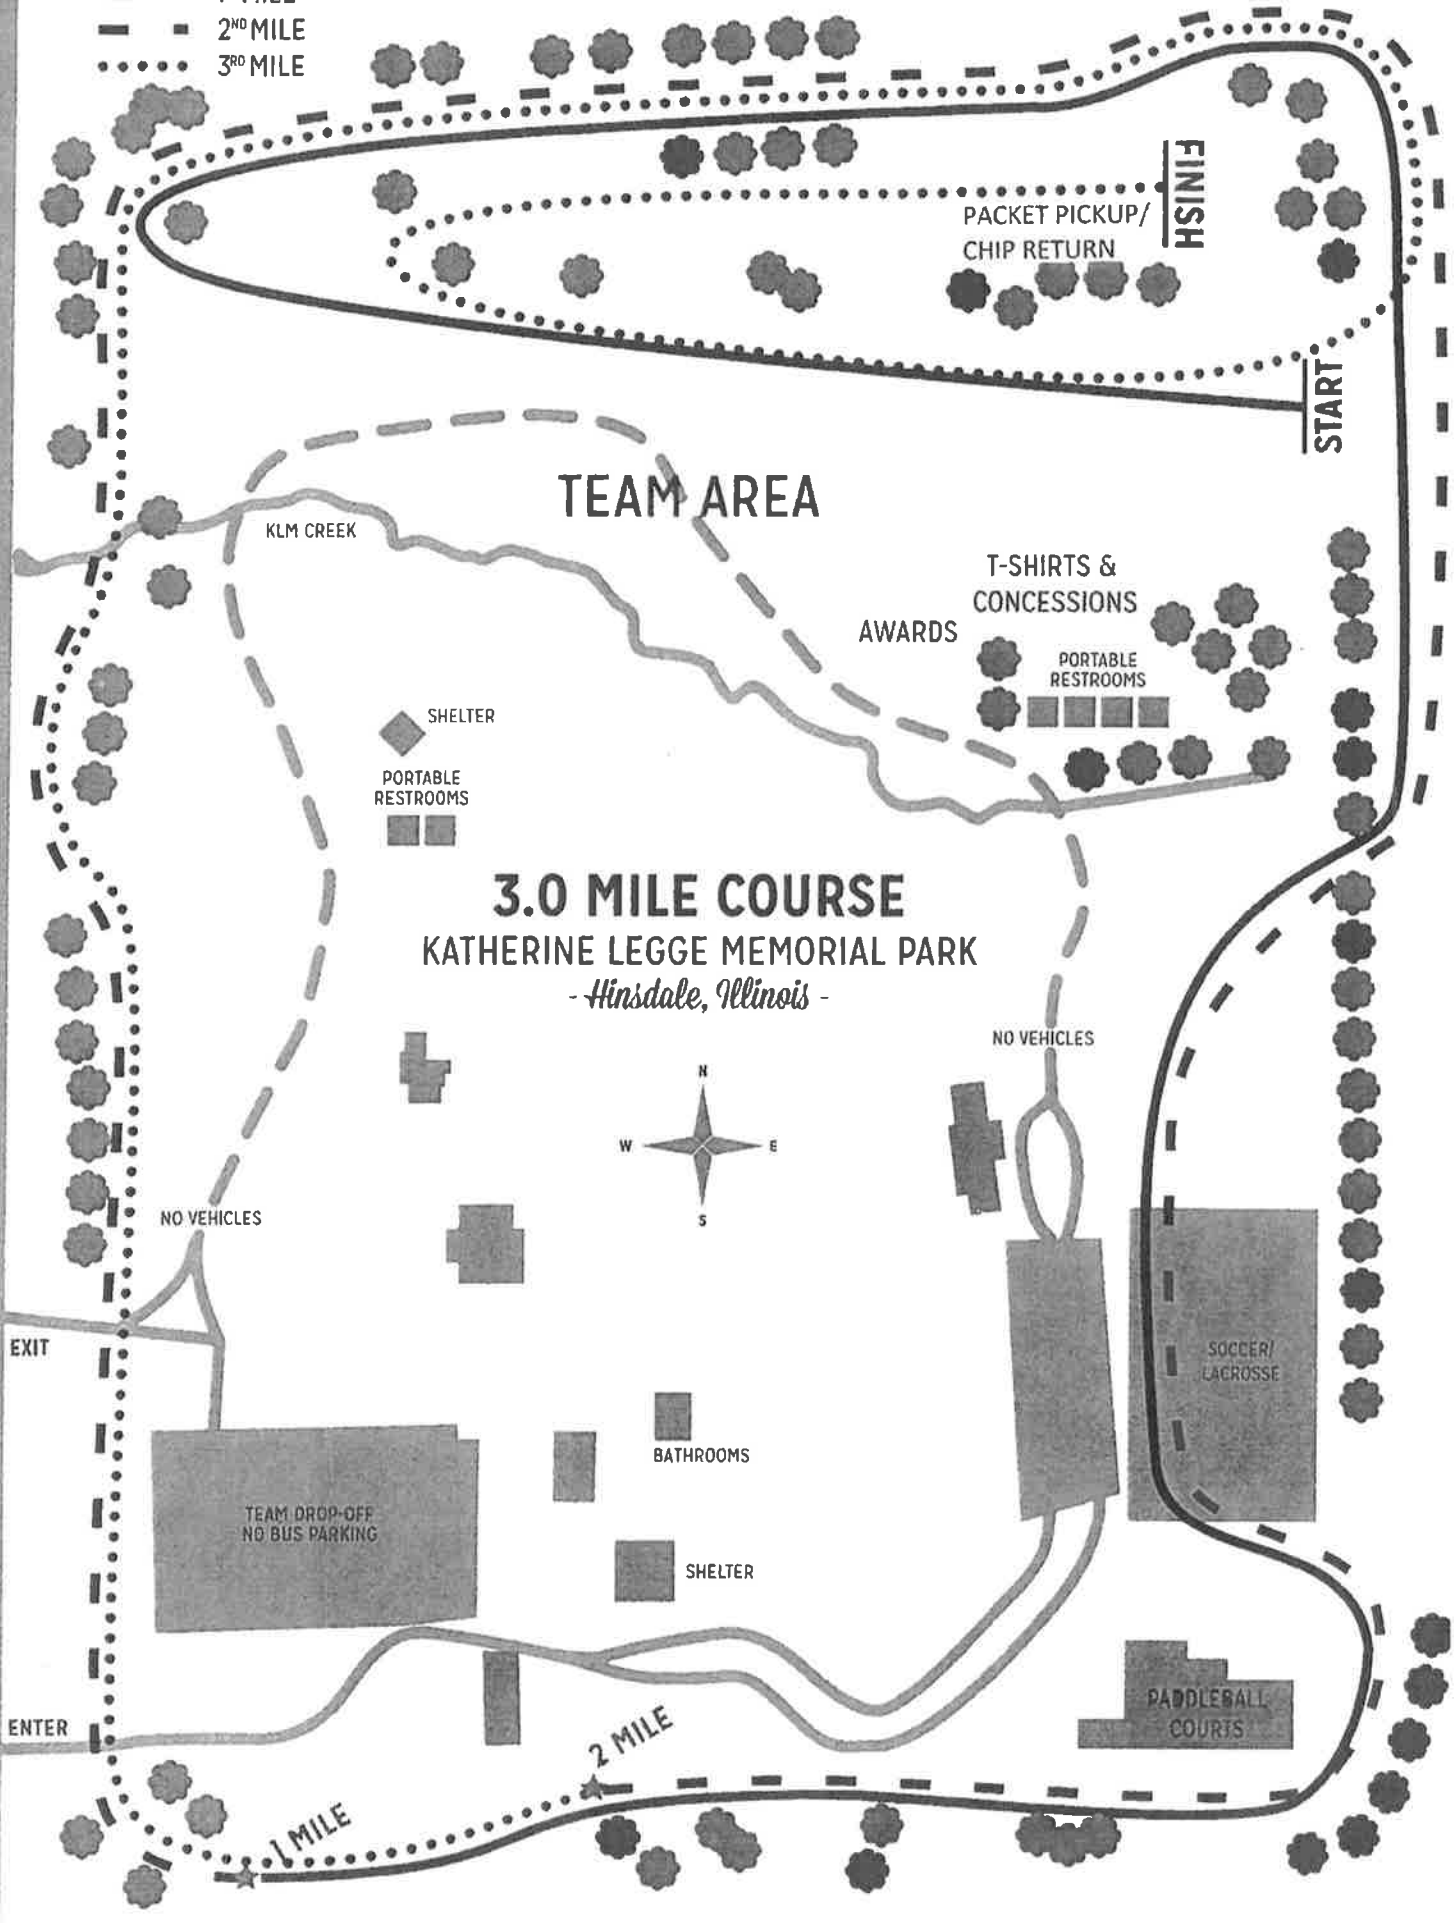 2ND MILE
3RD MILE
FINISH
PACKET PICKUP/
CHIP RETURN
START
TEAM AREA
KLM CREEK
T-SHIRTS &
CONCESSIONS
AWARDS
PORTABLE
RESTROOMS
SHELTER
PORTABLE
RESTROOMS
3.0 MILE COURSE
KATHERINE LEGGE MEMORIAL PARK
- Hinsdale, Illinois -
NO VEHICLES
N
W
E
S
NO VEHICLES
EXIT
SOCCER/
LACROSSE
BATHROOMS
TEAM DROP-OFF
NO BUS PARKING
SHELTER
PADDLEBALL
COURTS
ENTER
2 MILE
1 MILE